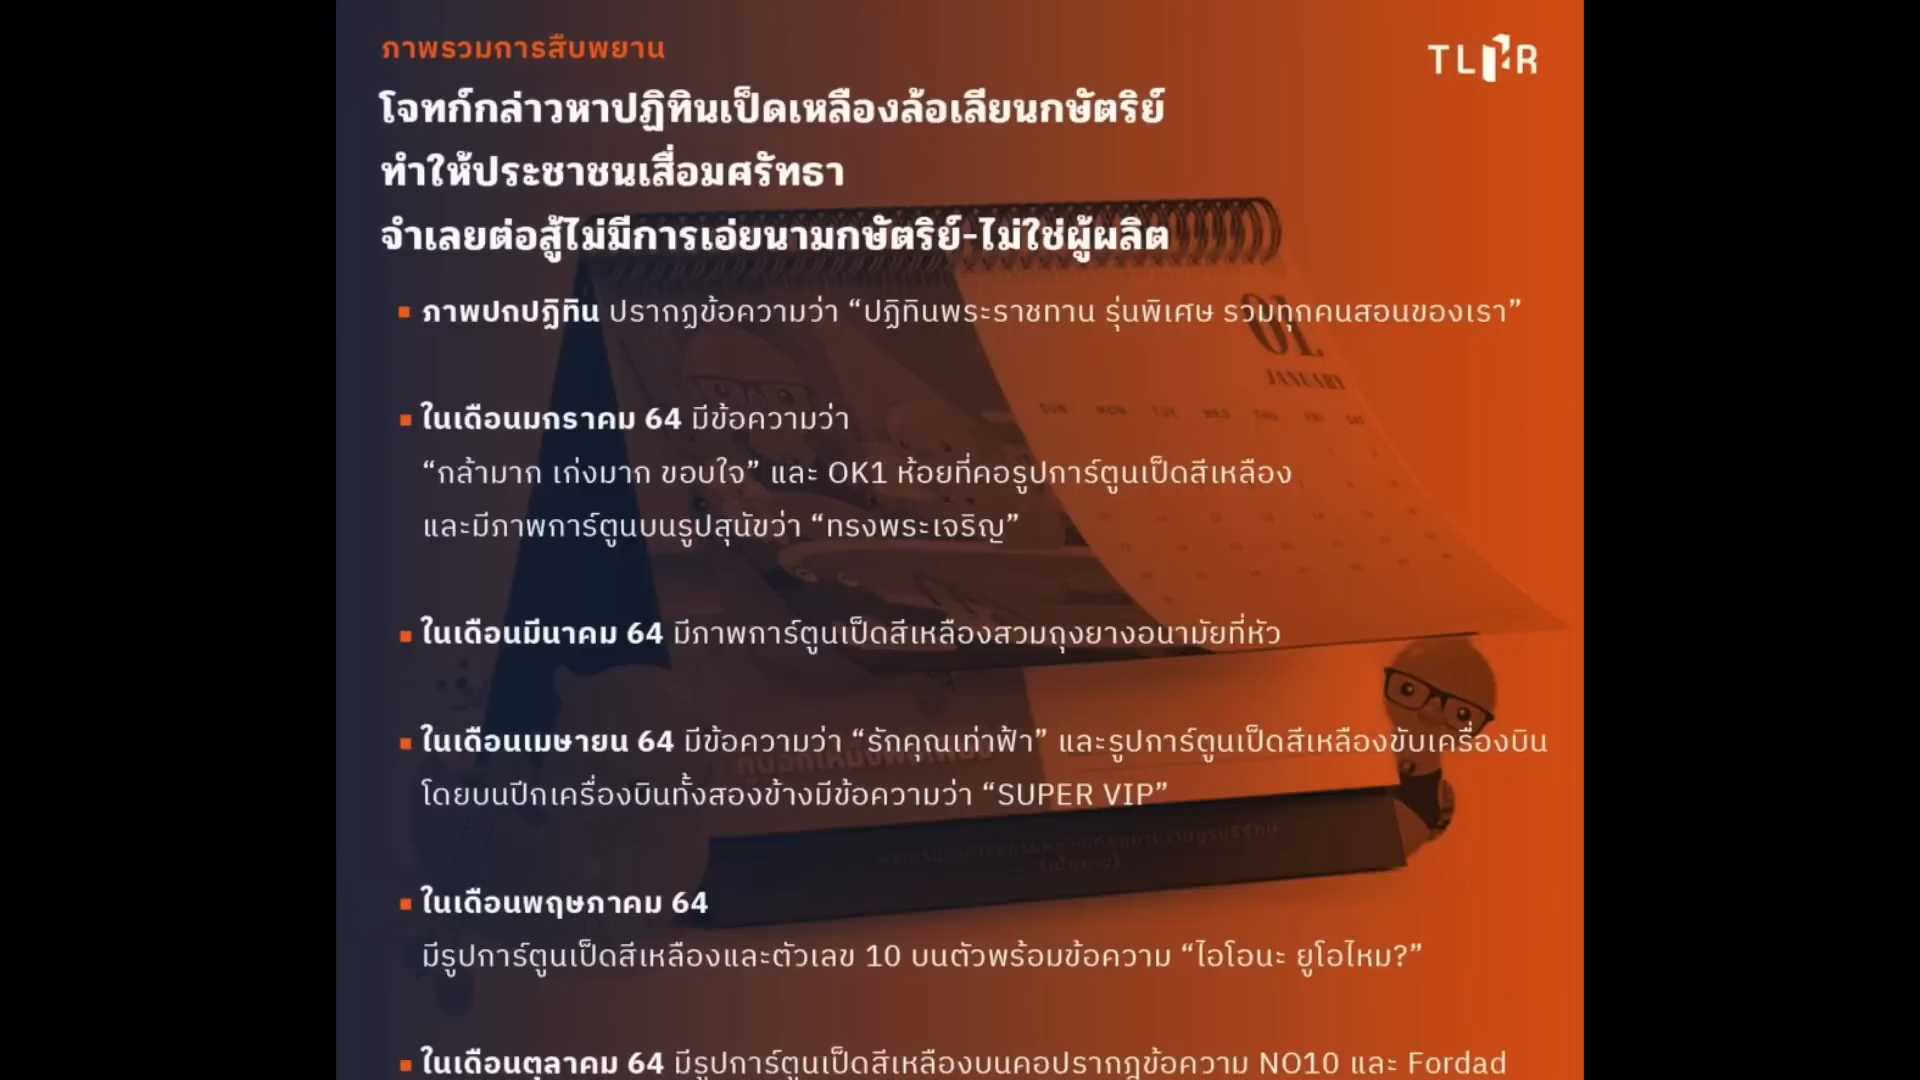 ภาพรวมการสืบพยาน
TLHR
โจทก์กล่าวหาปฏิทินเป็ดเหลืองล้อเลียนกษัตริย์
ทำให้ประชาชนเสื่อมศรัทธา
จำเลยต่อสู้ไม่มีการเอ่ยนามกษัตริย์-ไม่ใช่ผู้ผลิต
ภาพปกปฏิทิน ปรากฏข้อความว่า “ปฏิทินพระราชทาน รุ่นพิเศษ รวมทุกคนสอนของเรา”
01.
JANUARY
SUN MON TUE WED THU FRI SAT
ในเดือนมกราคม 64 มีข้อความว่า
“กล้ามาก เก่งมาก ขอบใจ” และ OK1 ห้อยที่คอรูปการ์ตูนเป็ดสีเหลือง
และมีภาพการ์ตูนบนรูปสุนัขว่า “ทรงพระเจริญ”
ในเดือนมีนาคม 64 มีภาพการ์ตูนเป็ดสีเหลืองสวมถุงยางอนามัยที่หัว
ในเดือนเมษายน 64 มีข้อความว่า “รักคุณเท่าฟ้า” และรูปการ์ตูนเป็ดสีเหลืองขับเครื่องบิน
โดยบนปีกเครื่องบินทั้งสองข้างมีข้อความว่า “SUPER VIP”
ในเดือนพฤษภาคม 64
มีรูปการ์ตูนเป็ดสีเหลืองและตัวเลข 10 บนตัวพร้อมข้อความ “ไอโอนะ ยูโอไหม?”
ในเดือนตุลาคม 64 มีรูปการ์ตูนเป็ดสีเหลืองบนคอปรากฏข้อความ NO10 และ Fordad